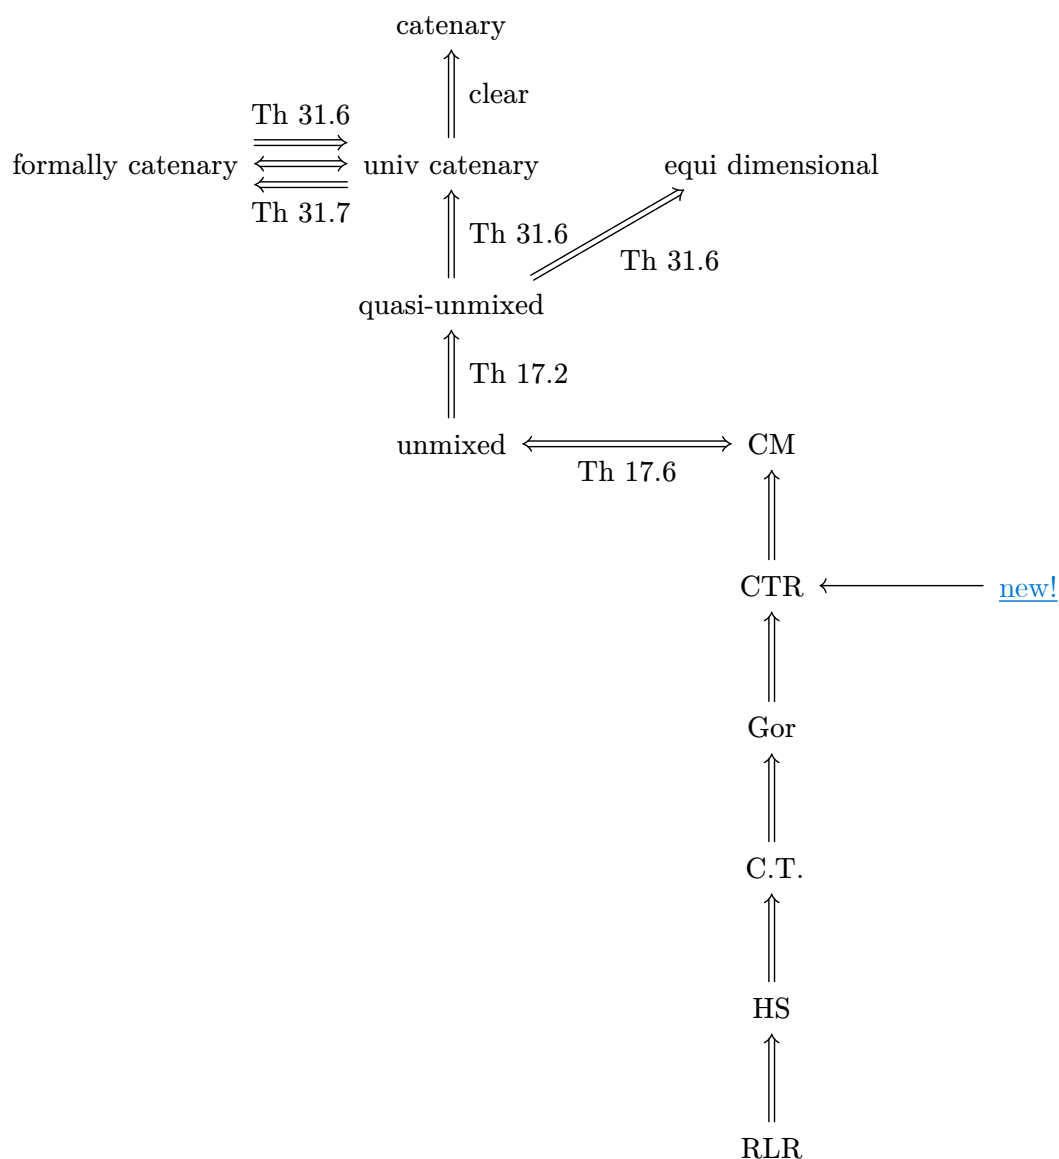 catenary
clear
Th 31.6
formally catenary
univ catenary
equi dimensional
Th 31.7
Th 31.6
Th 31.6
quasi-unmixed
Th 17.2
unmixed
CM
Th 17.6
CTR
new!
Gor
C.T.
HS
RLR